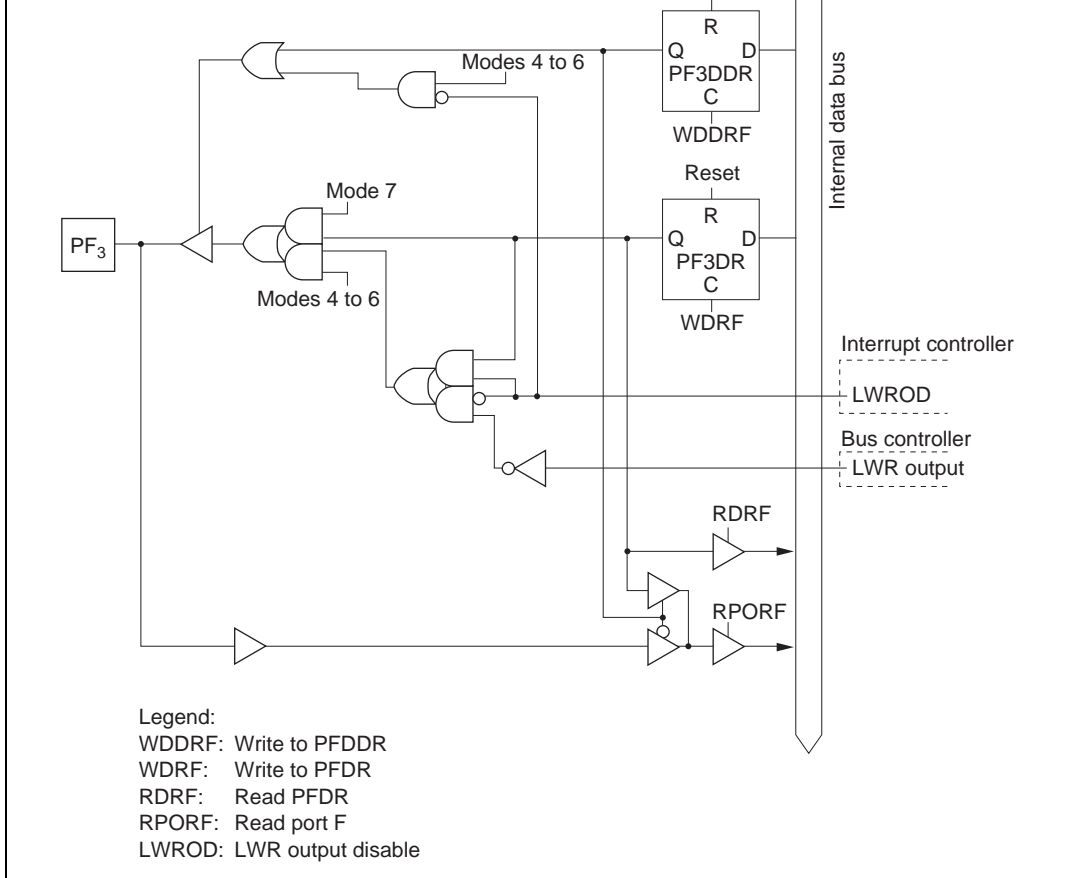 R
Q D
PF3DDR
C
WDDRF
Modes 4 to 6
Internal data bus
Reset
R
Q D
PF3DR
C
WDRF
Mode 7
PF3
Modes 4 to 6
Interrupt controller
LWROD
Bus controller
LWR output
RDRF
RPORF
Legend:
WDDRF: Write to PFDDR
WDRF: Write to PFDR
RDRF: Read PFDR
RPORF: Read port F
LWROD: LWR output disable